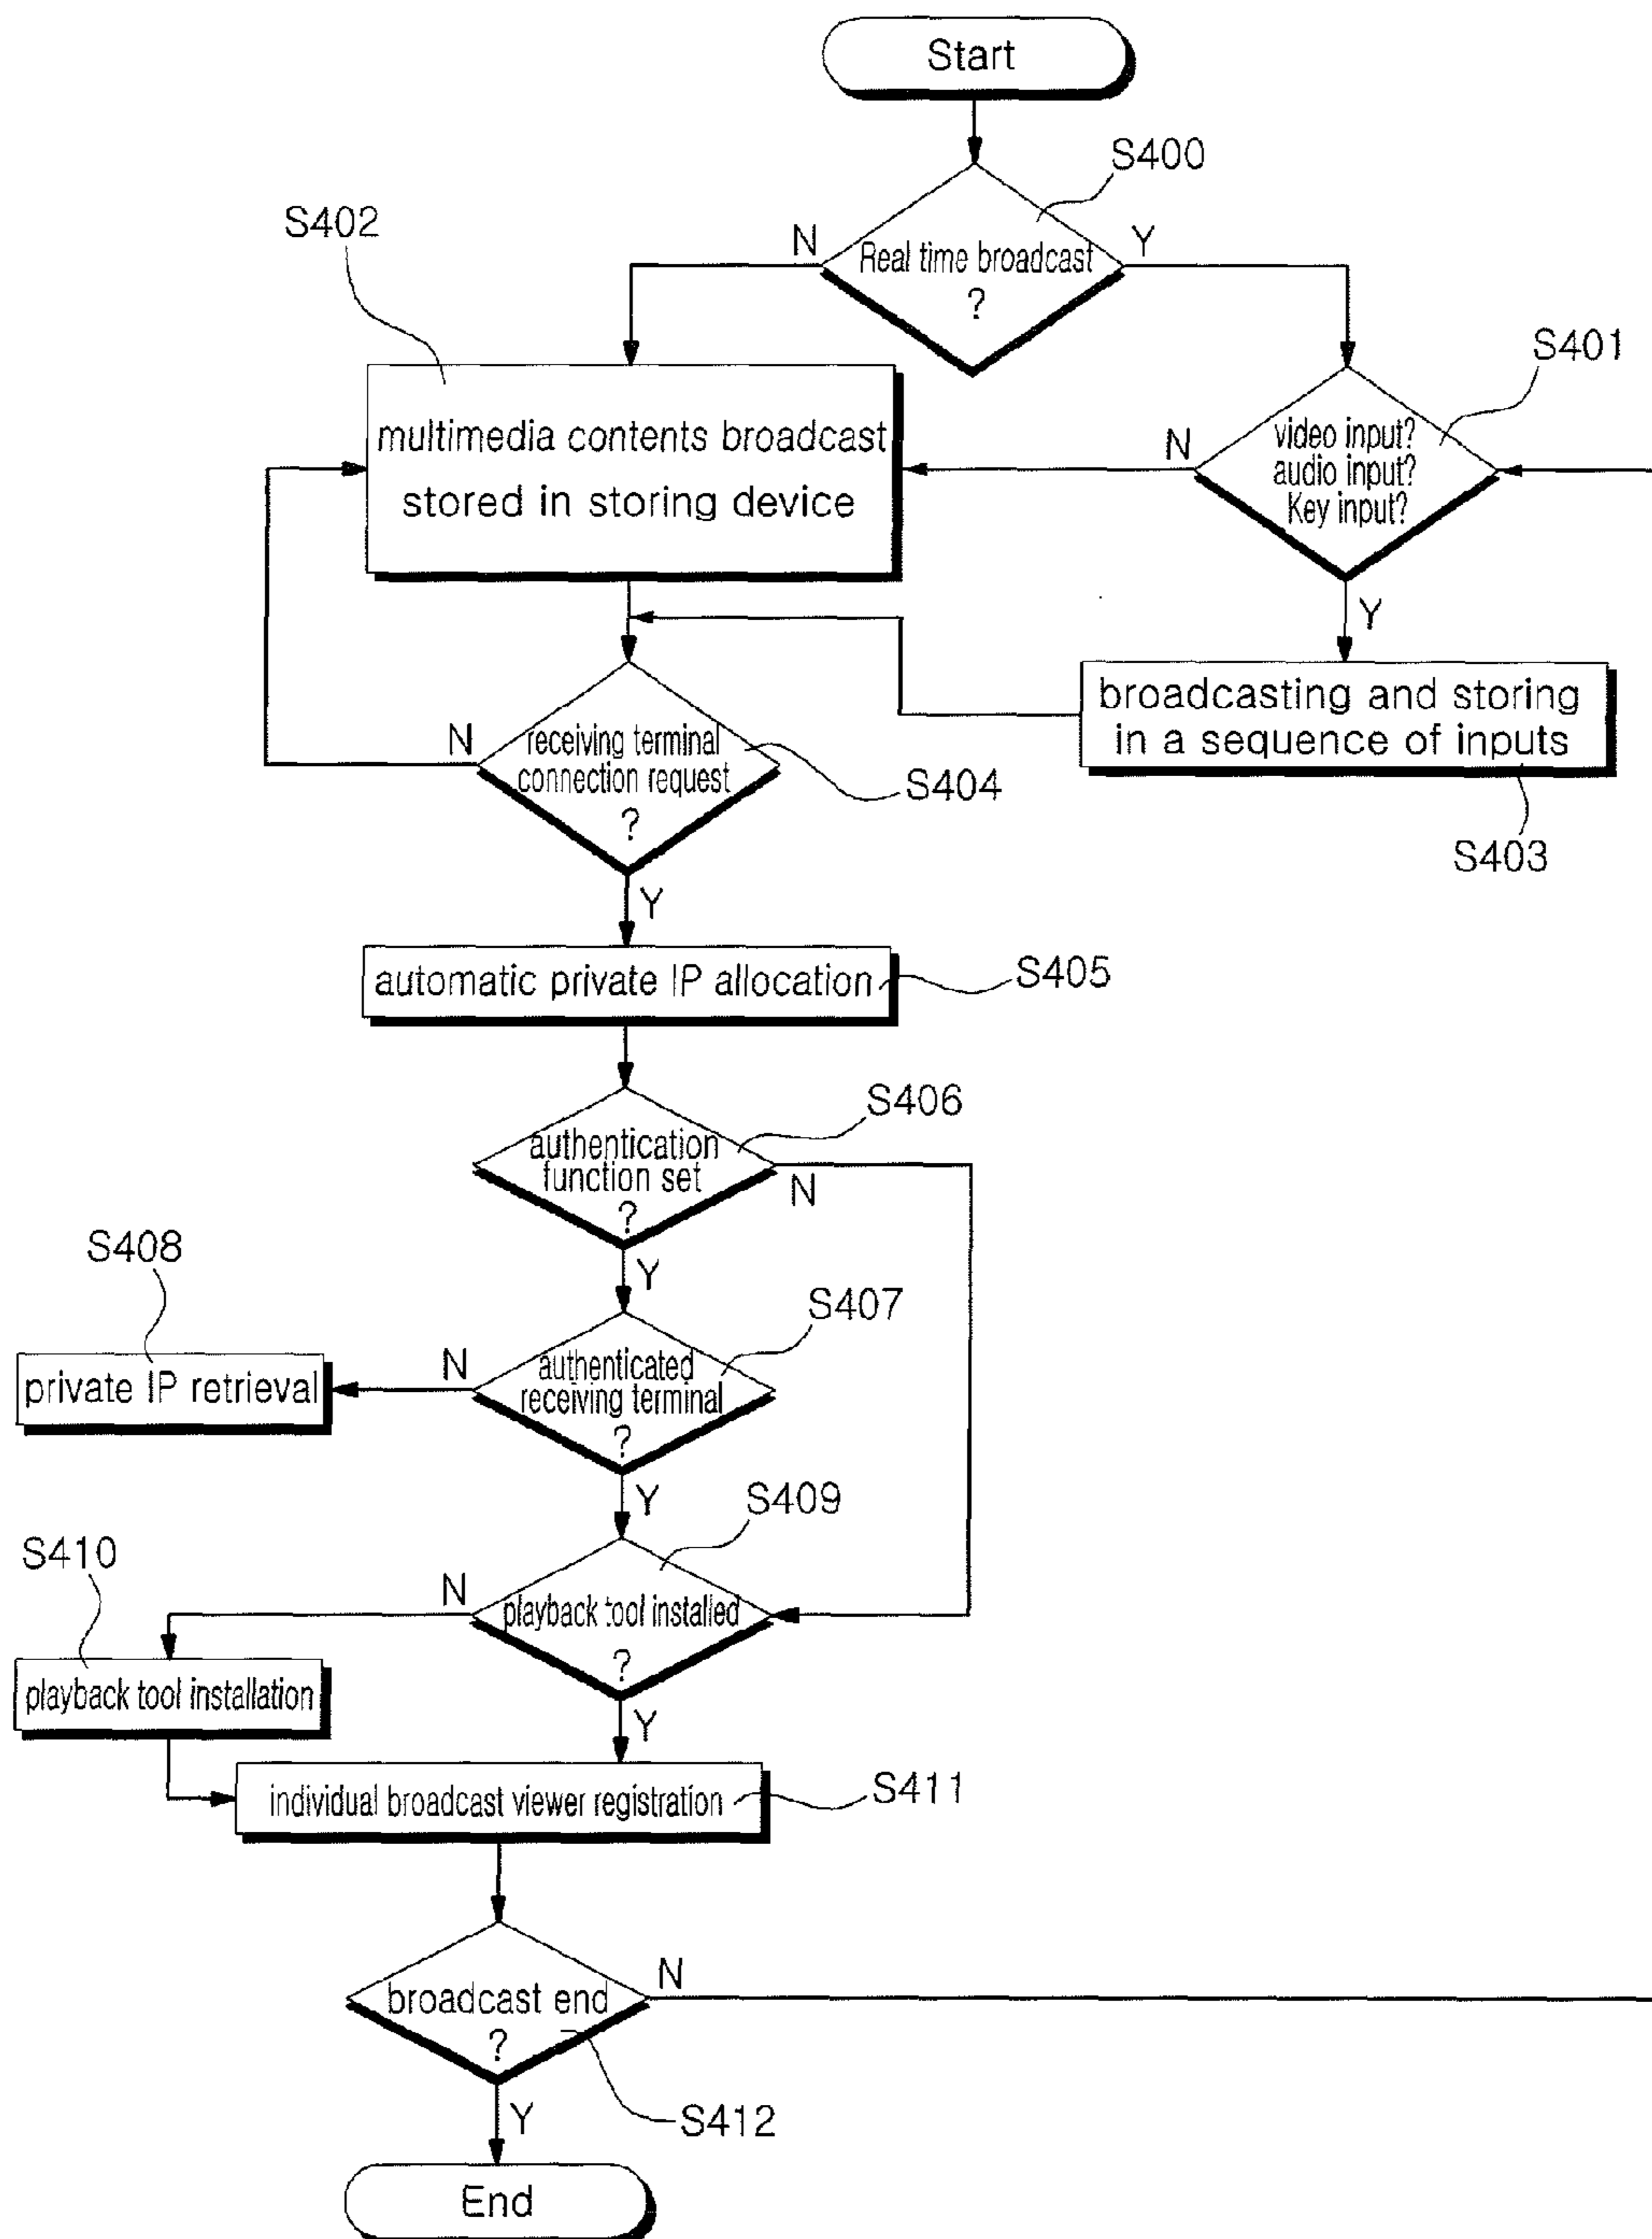 Start
S400
S402
N
Y
Real time broadcast
?
S401
multimedia contents broadcast
stored in storing device
N
video input?
audio input?
Key input?
Y
broadcasting and storing
in a sequence of inputs
N
receiving terminal
connection request
?
S404
S403
Y
automatic private IP allocation
S405
S406
authentication
function set
?
N
S408
Y
S407
private IP retrieval
N
authenticated
receiving terminal
?
Y
S409
S410
N
playback tool installed
?
playback tool installation
Y
individual broadcast viewer registration
S411
N
broadcast end
?
S412
Y
End